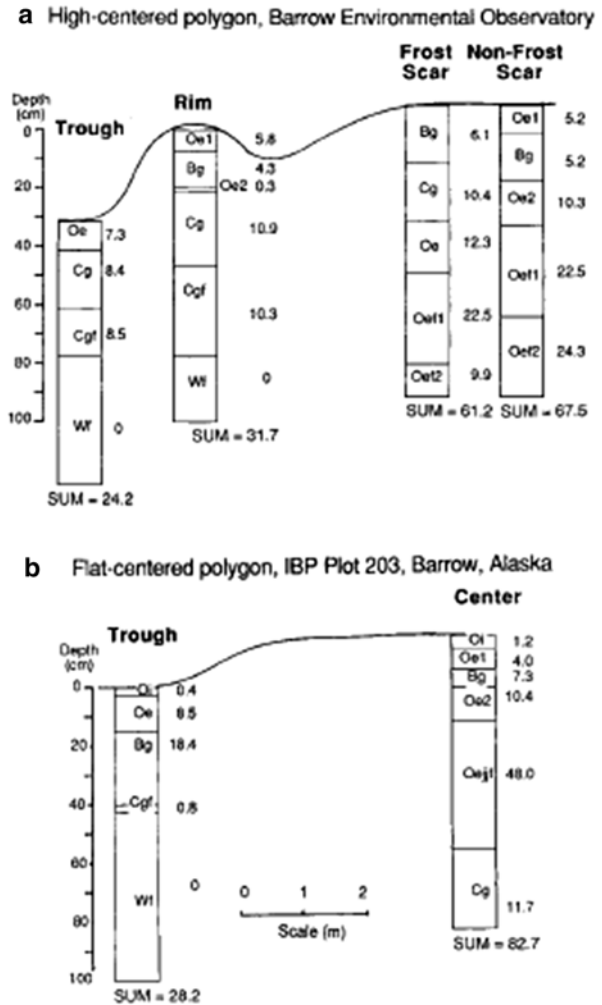 a High-centered polygon, Barrow Environmental Observatory
Frost Scar
Non-Frost Scar
Depth (cm)
Trough
Rim
0
20
40
60
80
100
Oe 7.3
Cg 8.4
Cgf 8.5
Wf 0
SUM = 24.2
Oe1 5.8
Bg 4.3
Oe2 0.3
Cg 10.9
Cgf 10.3
Wf 0
SUM = 31.7
Bg 6.1
Cg 10.4
Oe 12.3
Oef1 22.5
Oef2 9.9
SUM = 61.2
Oe1 5.2
Bg 5.2
Oe2 10.3
Oef1 22.5
Oef2 24.3
SUM = 67.5
b Flat-centered polygon, IBP Plot 203, Barrow, Alaska
Center
Trough
Depth (cm)
0
20
40
60
80
100
Oi 0.4
Oe 8.5
Bg 18.4
Cgf 0.8
Wf 0
SUM = 28.2
0 1 2
Scale (m)
Oi 1.2
Oe1 4.0
Bg 7.3
Oe2 10.4
Oejjf 48.0
Cg 11.7
SUM = 82.7